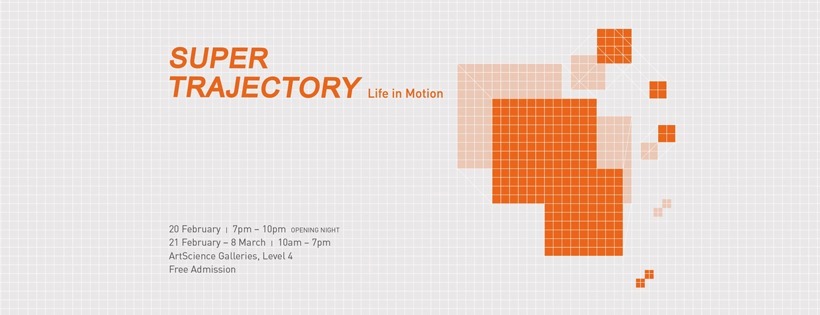 SUPER
TRAJECTORY Life in Motion
20 February | 7pm – 10pm OPENING NIGHT
21 February – 8 March | 10am – 7pm
ArtScience Galleries, Level 4
Free Admission